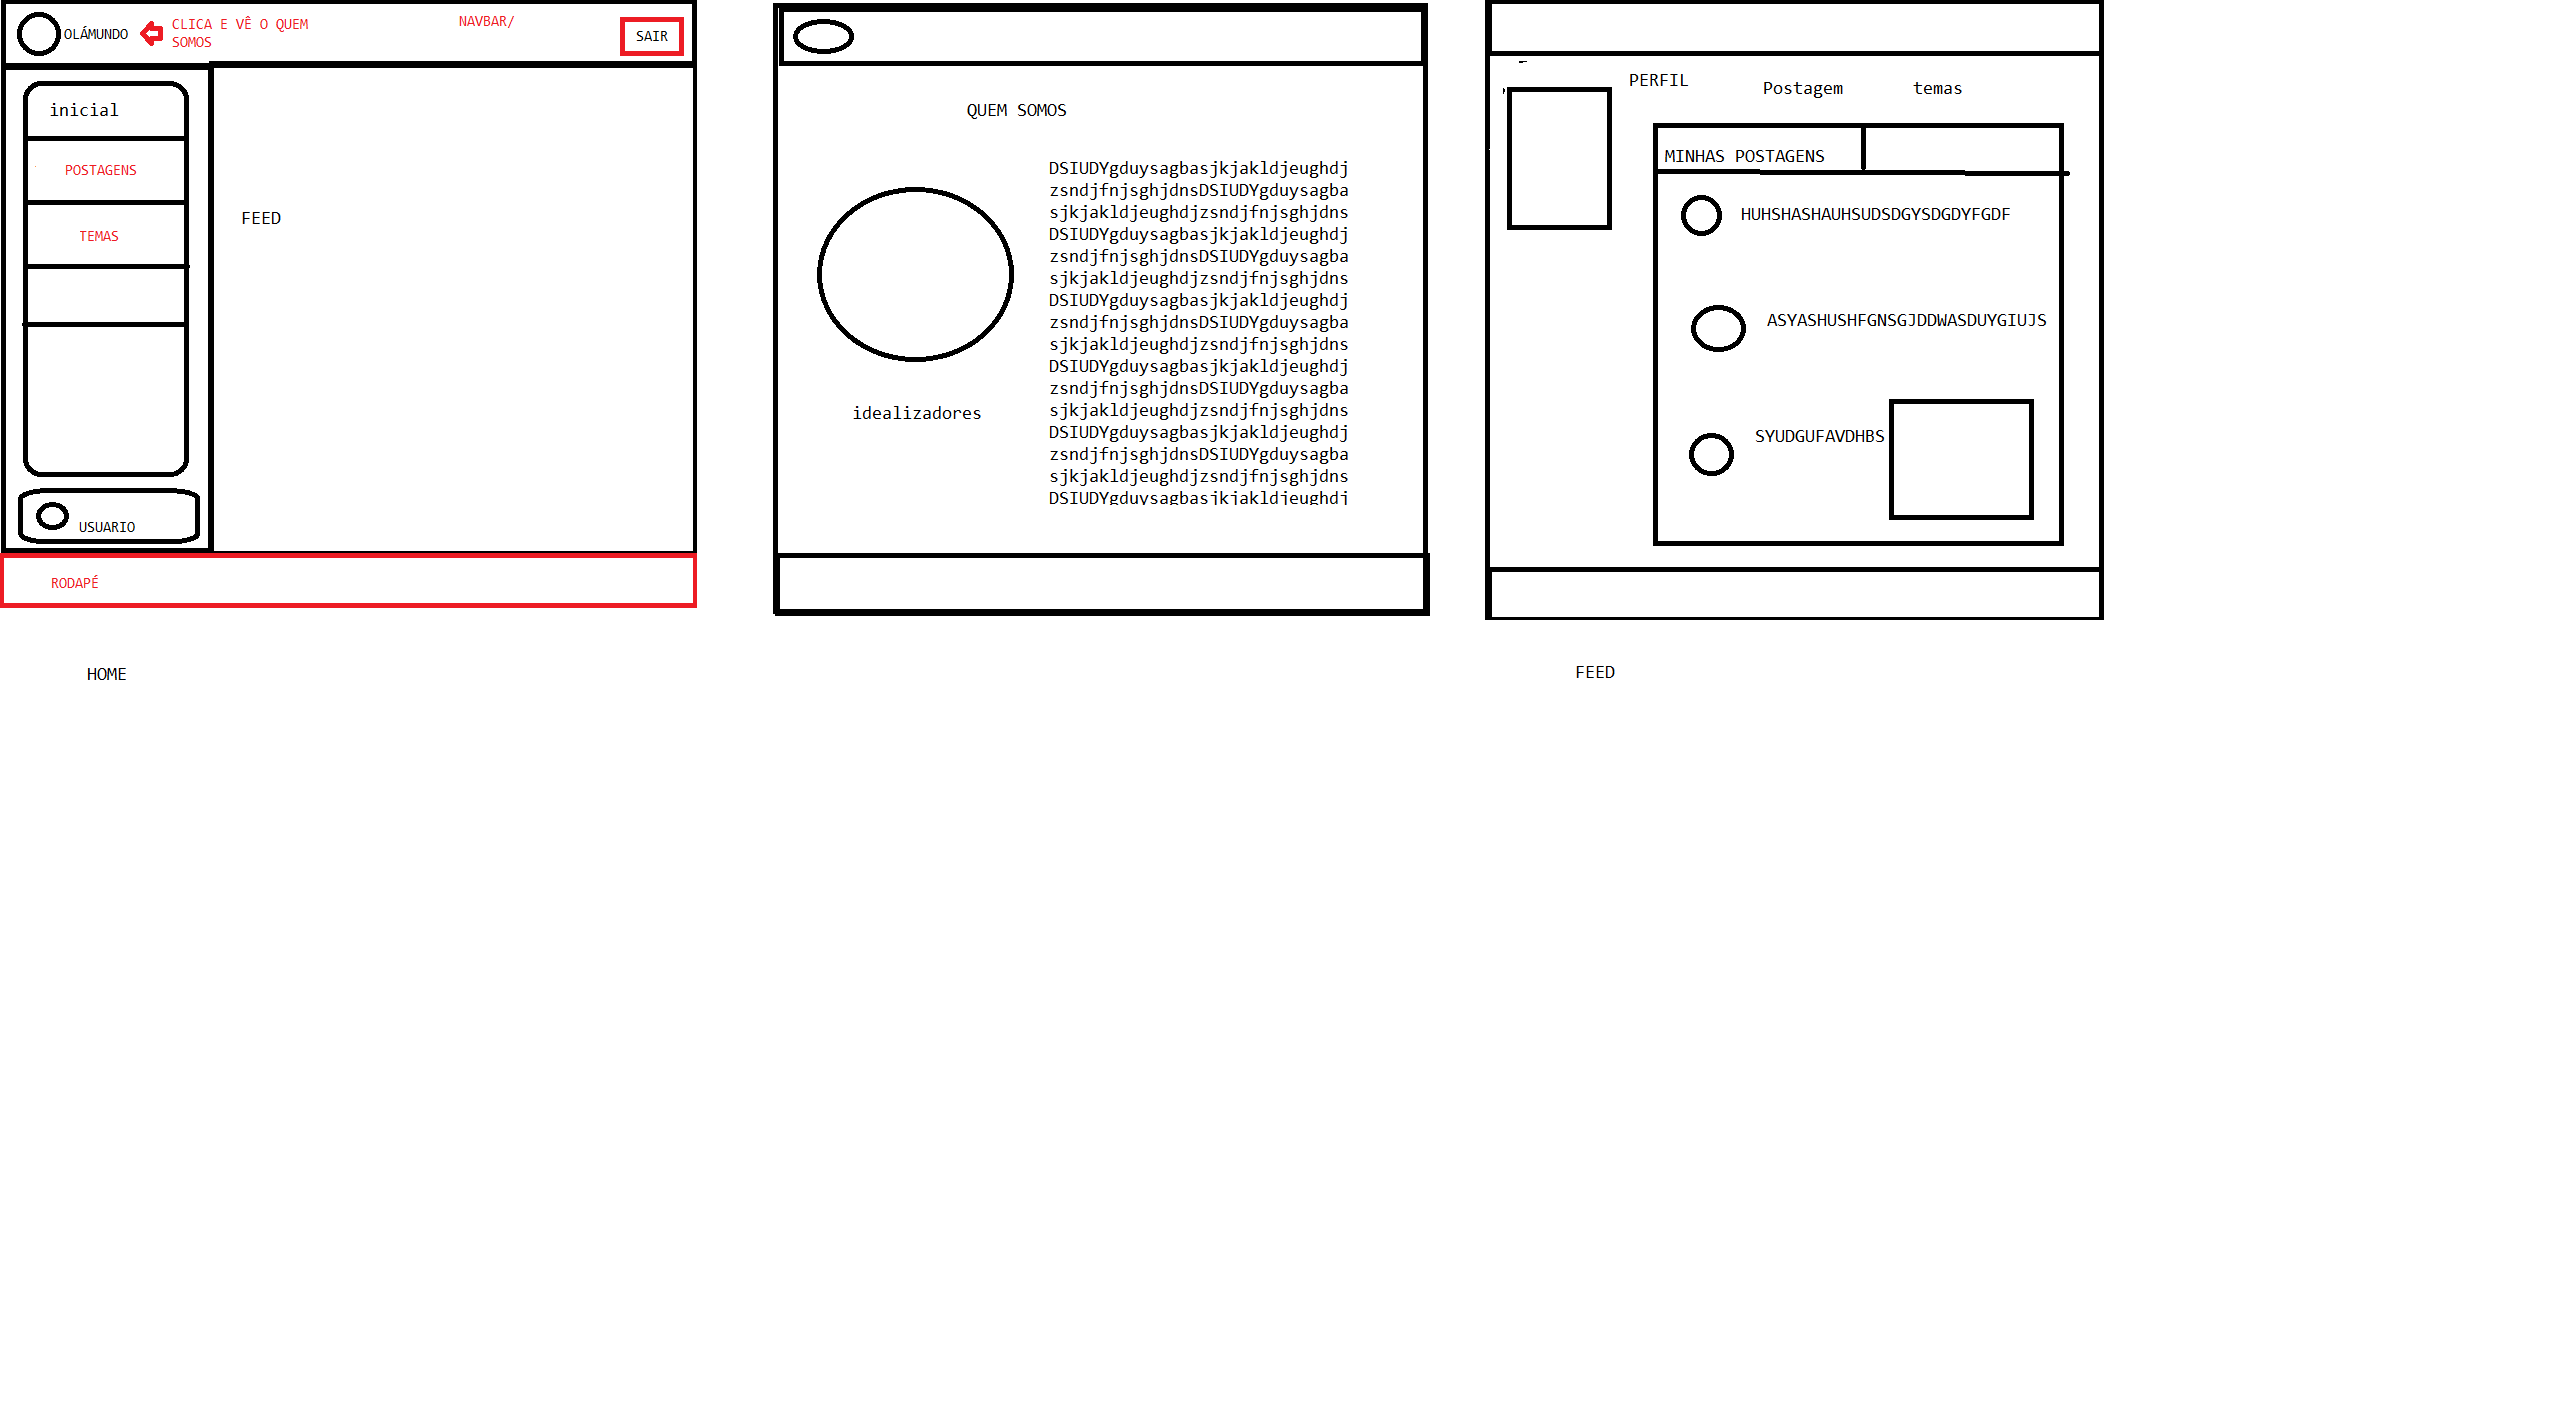 OLÁMUNDO
CLICA E VÊ O QUEM
SOMOS
NAVBAR/
SAIR
inicial
POSTAGENS
TEMAS
FEED
USUARIO
RODAPÉ
HOME
QUEM SOMOS
idealizadores
DSIUDYgduysagbasjkjakldjeughdj
zsndjfnjsghjdnsDSIUDYgduysagba
sjkjakldjeughdjzsndjfnjsghjdns
DSIUDYgduysagbasjkjakldjeughdj
zsndjfnjsghjdnsDSIUDYgduysagba
sjkjakldjeughdjzsndjfnjsghjdns
DSIUDYgduysagbasjkjakldjeughdj
zsndjfnjsghjdnsDSIUDYgduysagba
sjkjakldjeughdjzsndjfnjsghjdns
DSIUDYgduysagbasjkjakldjeughdj
zsndjfnjsghjdnsDSIUDYgduysagba
sjkjakldjeughdjzsndjfnjsghjdns
DSIUDYgduysagbasjkjakldjeughdj
zsndjfnjsghjdnsDSIUDYgduysagba
sjkjakldjeughdjzsndjfnjsghjdns
DSIUDYgduysagbasjkjakldjeughdj
PERFIL
Postagem
temas
MINHAS POSTAGENS
HUHSHASHAUHSUDSDGYSDGDYFGDF
ASYASHUSHFGNSGJDDWASDUYGIUJS
SYUDGUFAVDHBS
FEED